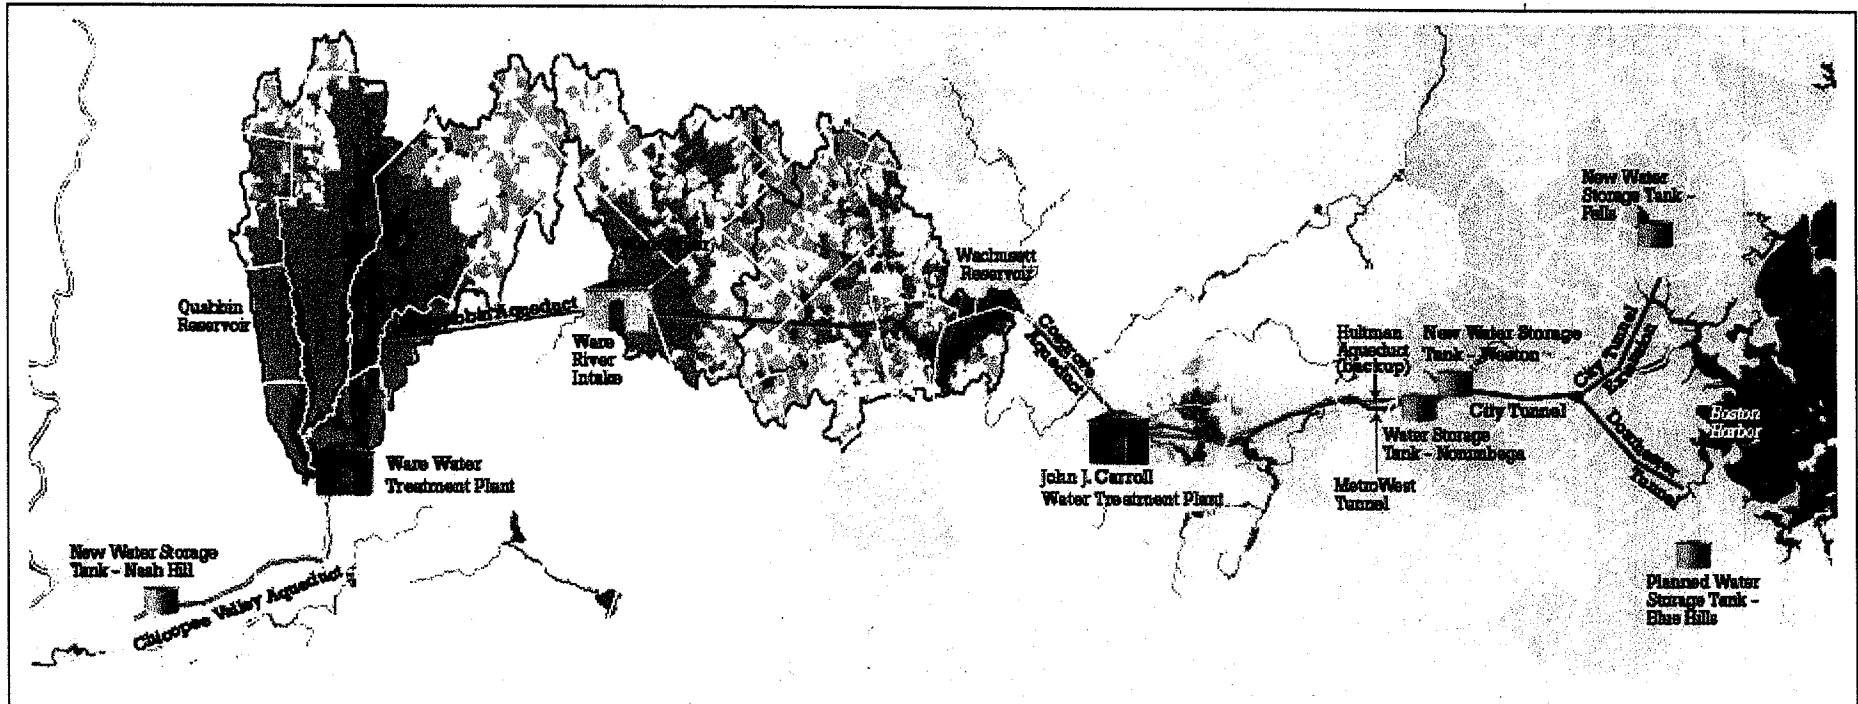 New Water
Storage Tank –
Fells
Wachusett
Reservoir
Quabbin
Reservoir
Aqueduct
Ware
River
Intake
Cosgrove
Aqueduct
Hultman
Aqueduct
(backup)
New Water Storage
Tank – Weston
City Tunnel
Extension
City Tunnel
Boston
Harbor
Dorchester
Tunnel
Water Storage
Tank – Norumbega
Ware Water
Treatment Plant
John J. Carroll
Water Treatment Plant
MetroWest
Tunnel
New Water Storage
Tank – Nash Hill
Chicopee Valley Aqueduct
Planned Water
Storage Tank –
Blue Hills